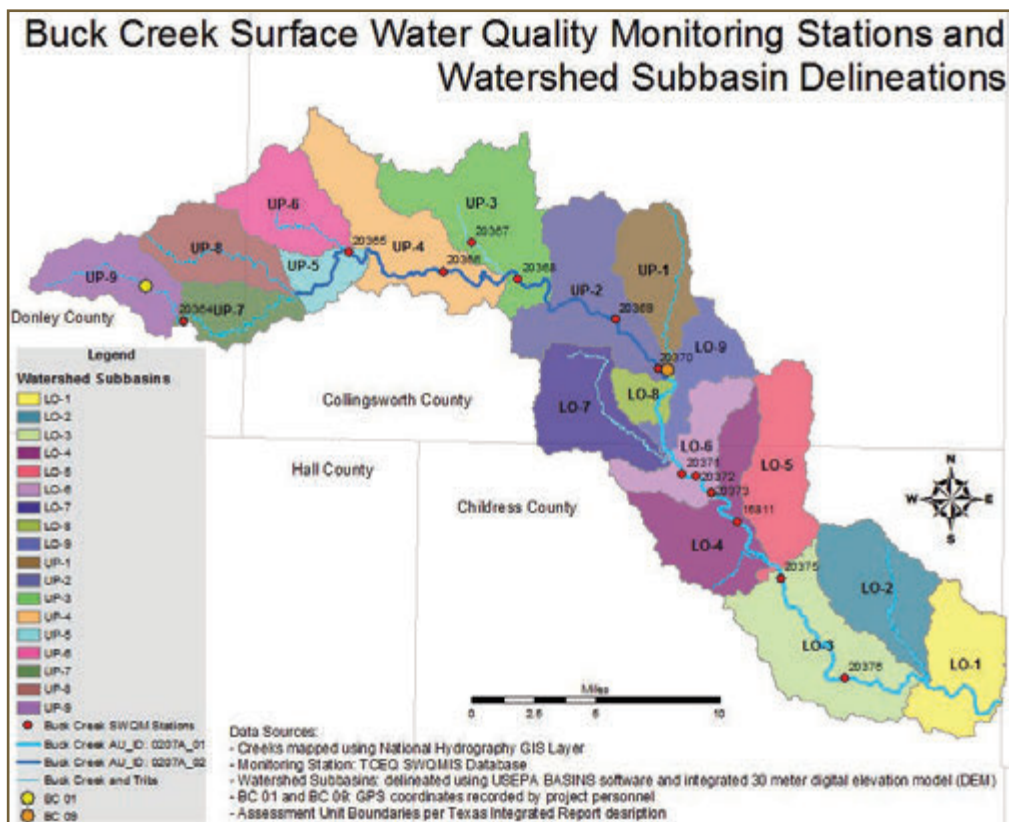 Buck Creek Surface Water Quality Monitoring Stations and
Watershed Subbasin Delineations
UP-6
UP-3
20367
UP-8
20365
UP-4
20366
20368
UP-5
UP-1
UP-9
UP-2
20364
UP-7
20369
Donley County
LO-9
20370
Legend
Watershed Subbasins
LO-1
LO-2
LO-3
LO-4
LO-5
LO-6
LO-7
LO-8
LO-9
UP-1
UP-2
UP-3
UP-4
UP-5
UP-6
UP-7
UP-8
UP-9
Buck Creek SWQM Stations
Buck Creek AU_ID: 0207A_01
Buck Creek AU_ID: 0207A_02
Buck Creek and Tribs
BC 01
BC 09
Collingsworth County
LO-7
LO-8
LO-6
LO-5
20371
20372
20373
Hall County
Childress County
16811
LO-4
20375
LO-2
LO-3
20376
LO-1
N
W
E
S
Miles
0
2.5
5
10
Data Sources:
- Creeks mapped using National Hydrography GIS Layer
- Monitoring Station: TCEQ SWQMIS Database
- Watershed Subbasins: delineated using USEPA BASINS software and integrated 30 meter digital elevation model (DEM)
- BC 01 and BC 09: GPS coordinates recorded by project personnel
- Assessment Unit Boundaries per Texas Integrated Report desription